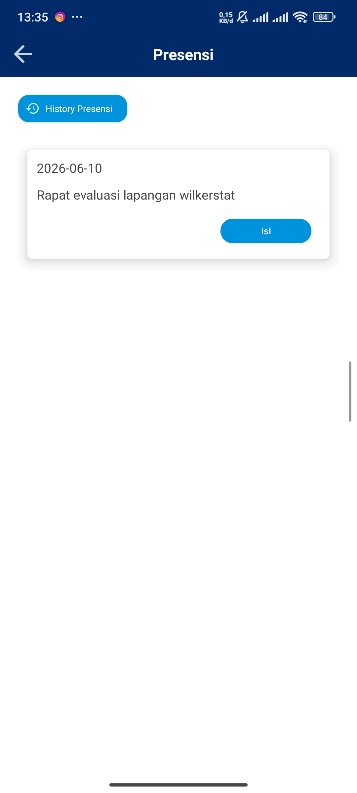 13:35
0,15
KB/d
84
Presensi
History Presensi
2026-06-10
Rapat evaluasi lapangan wilkerstat
Isi